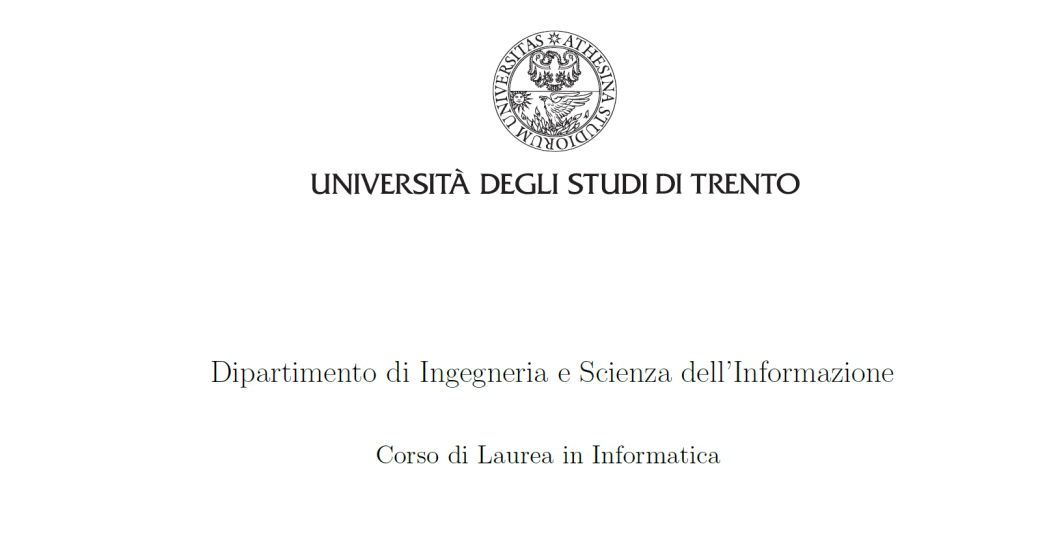 UNIVERSITAS ATHESINA STUDIORUM
UNIVERSITÀ DEGLI STUDI DI TRENTO
Dipartimento di Ingegneria e Scienza dell'Informazione
Corso di Laurea in Informatica